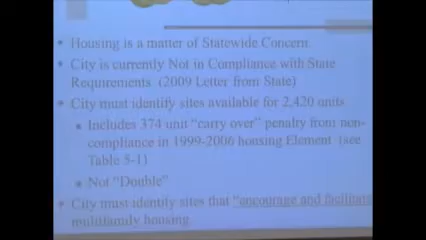 • Housing is a matter of Statewide Concern.
• City is currently Not in Compliance with State
Requirements (2009 Letter from State)
• City must identify sites available for 2,420 units
▪ Includes 374 unit “carry over” penalty from non-
compliance in 1999-2006 housing Element (see
Table 5-1)
▪ Not “Double”
• City must identify sites that “encourage and facilitate
multifamily housing